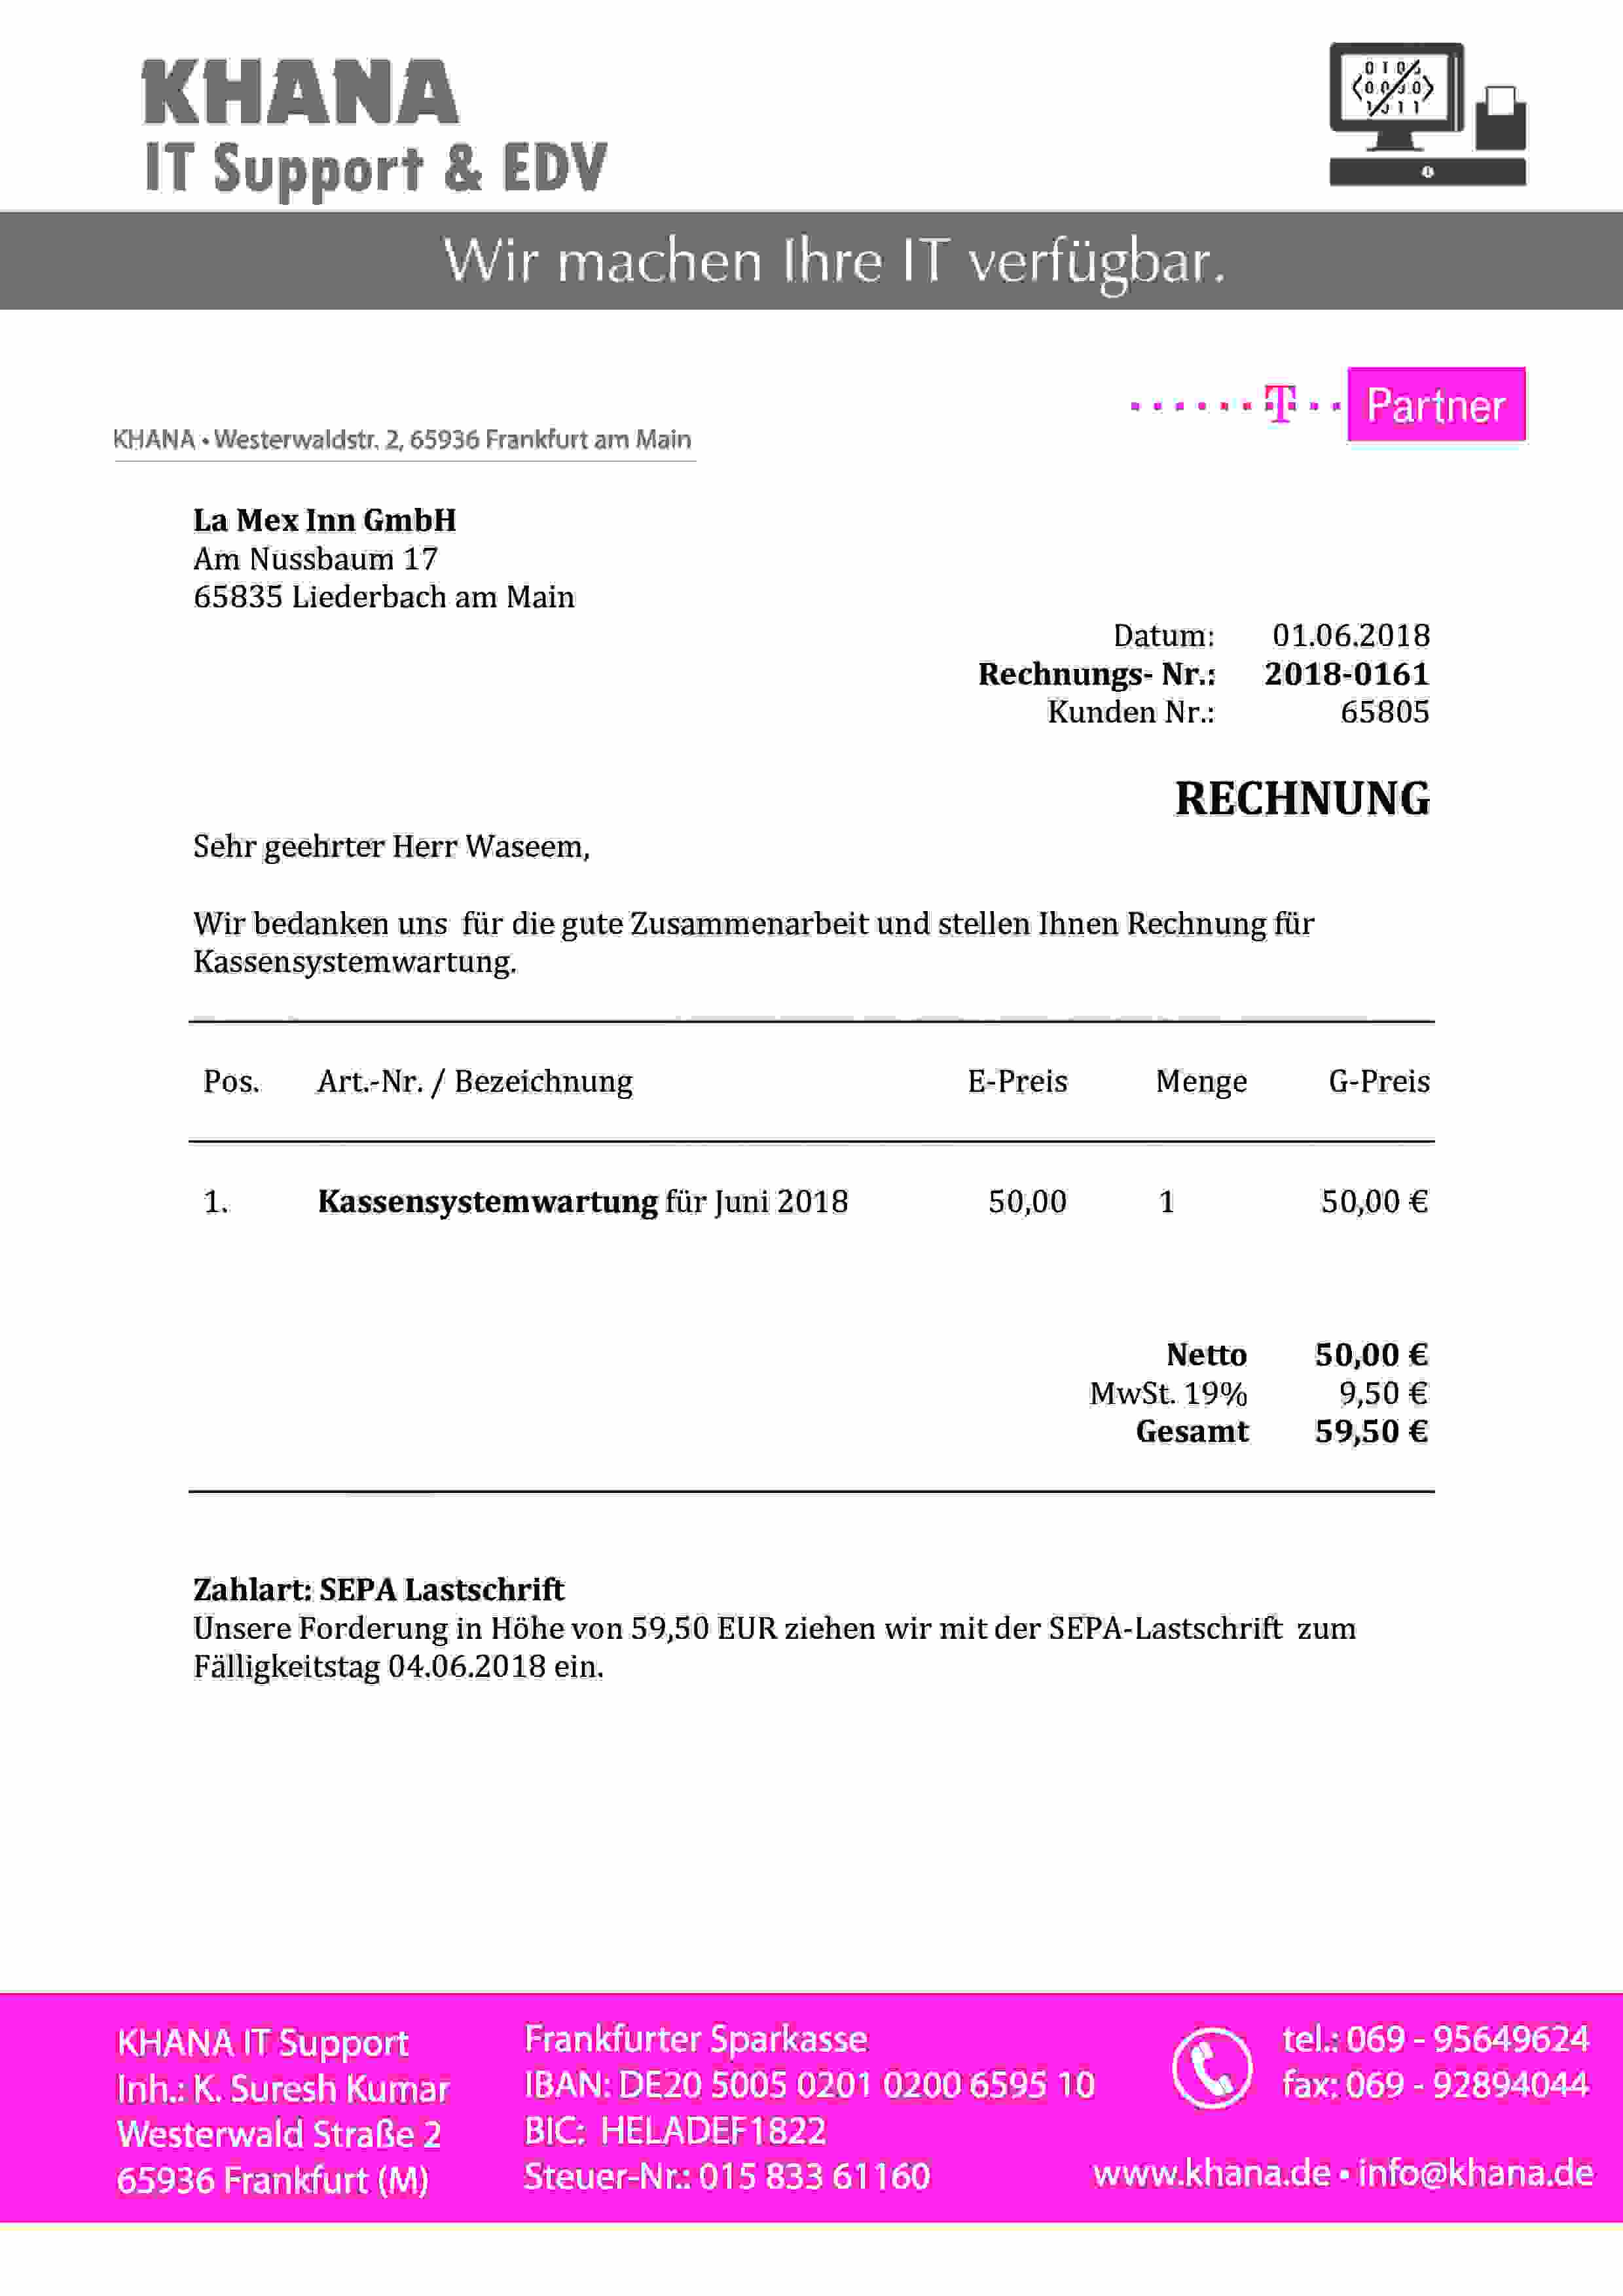 KHANA
IT Support & EDV
Wir machen Ihre IT verfügbar.
T Partner
KHANA • Westerwaldstr. 2, 65936 Frankfurt am Main
La Mex Inn GmbH
Am Nussbaum 17
65835 Liederbach am Main
Datum: 01.06.2018
Rechnungs- Nr.: 2018-0161
Kunden Nr.: 65805
RECHNUNG
Sehr geehrter Herr Waseem,
Wir bedanken uns für die gute Zusammenarbeit und stellen Ihnen Rechnung für
Kassensystemwartung.
Pos. Art.-Nr. / Bezeichnung E-Preis Menge G-Preis
1. Kassensystemwartung für Juni 2018 50,00 1 50,00 €
Netto 50,00 €
MwSt. 19% 9,50 €
Gesamt 59,50 €
Zahlart: SEPA Lastschrift
Unsere Forderung in Höhe von 59,50 EUR ziehen wir mit der SEPA-Lastschrift zum
Fälligkeitstag 04.06.2018 ein.
KHANA IT Support
Inh.: K. Suresh Kumar
Westerwald Straße 2
65936 Frankfurt (M)
Frankfurter Sparkasse
IBAN: DE20 5005 0201 0200 6595 10
BIC: HELADEF1822
Steuer-Nr.: 015 833 61160
tel.: 069 - 95649624
fax: 069 - 92894044
www.khana.de • info@khana.de